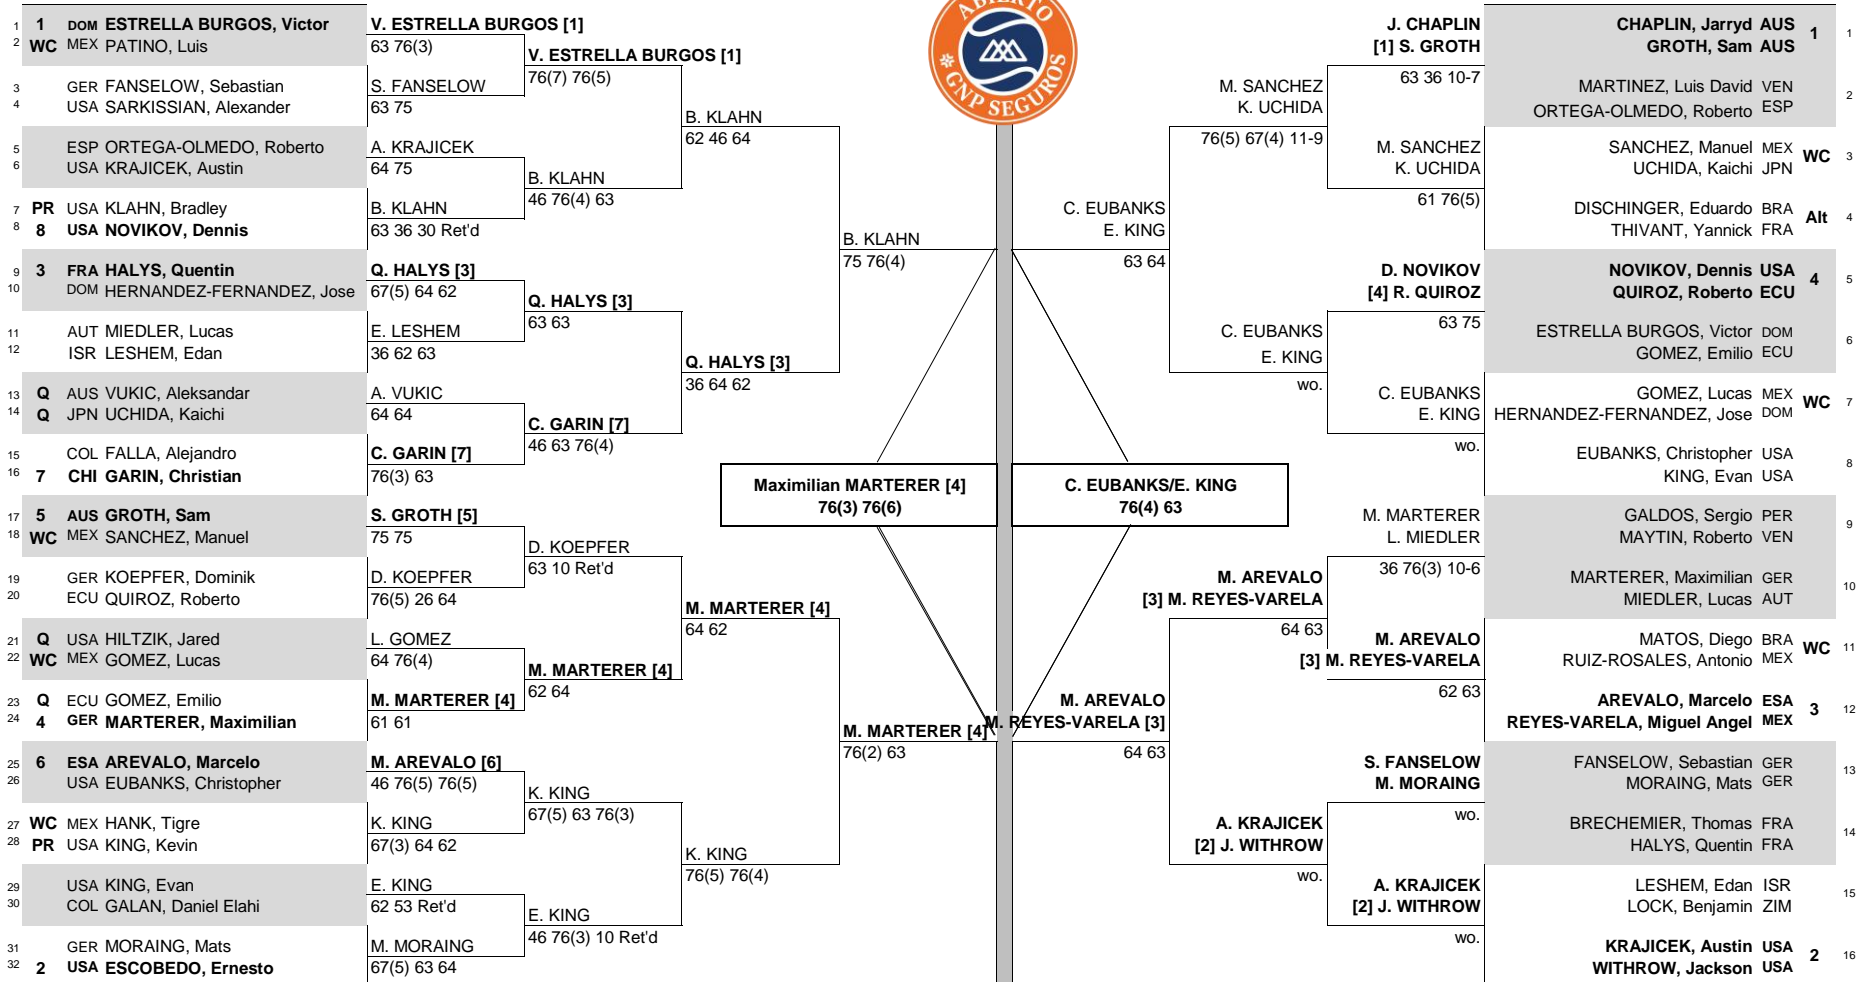 ABIERTO
GNP SEGUROS
1 1 DOM ESTRELLA BURGOS, Victor
2 WC MEX PATINO, Luis
3 GER FANSELOW, Sebastian
4 USA SARKISSIAN, Alexander
5 ESP ORTEGA-OLMEDO, Roberto
6 USA KRAJICEK, Austin
7 PR USA KLAHN, Bradley
8 8 USA NOVIKOV, Dennis
9 3 FRA HALYS, Quentin
10 DOM HERNANDEZ-FERNANDEZ, Jose
11 AUT MIEDLER, Lucas
12 ISR LESHEM, Edan
13 Q AUS VUKIC, Aleksandar
14 Q JPN UCHIDA, Kaichi
15 COL FALLA, Alejandro
16 7 CHI GARIN, Christian
17 5 AUS GROTH, Sam
18 WC MEX SANCHEZ, Manuel
19 GER KOEPFER, Dominik
20 ECU QUIROZ, Roberto
21 Q USA HILTZIK, Jared
22 WC MEX GOMEZ, Lucas
23 Q ECU GOMEZ, Emilio
24 4 GER MARTERER, Maximilian
25 6 ESA AREVALO, Marcelo
26 USA EUBANKS, Christopher
27 WC MEX HANK, Tigre
28 PR USA KING, Kevin
29 USA KING, Evan
30 COL GALAN, Daniel Elahi
31 GER MORAING, Mats
32 2 USA ESCOBEDO, Ernesto
V. ESTRELLA BURGOS [1]
63 76(3)
S. FANSELOW
63 75
A. KRAJICEK
64 75
B. KLAHN
63 36 30 Ret'd
Q. HALYS [3]
67(5) 64 62
E. LESHEM
36 62 63
A. VUKIC
64 64
C. GARIN [7]
76(3) 63
S. GROTH [5]
75 75
D. KOEPFER
76(5) 26 64
L. GOMEZ
64 76(4)
M. MARTERER [4]
61 61
M. AREVALO [6]
46 76(5) 76(5)
K. KING
67(3) 64 62
E. KING
62 53 Ret'd
M. MORAING
67(5) 63 64
V. ESTRELLA BURGOS [1]
76(7) 76(5)
B. KLAHN
46 76(4) 63
Q. HALYS [3]
63 63
C. GARIN [7]
46 63 76(4)
D. KOEPFER
63 10 Ret'd
M. MARTERER [4]
62 64
K. KING
67(5) 63 76(3)
E. KING
46 76(3) 10 Ret'd
B. KLAHN
62 46 64
Q. HALYS [3]
36 64 62
M. MARTERER [4]
64 62
K. KING
76(5) 76(4)
B. KLAHN
75 76(4)
M. MARTERER [4]
76(2) 63
Maximilian MARTERER [4]
76(3) 76(6)
C. EUBANKS/E. KING
76(4) 63
C. EUBANKS
E. KING
63 64
M. AREVALO
M. REYES-VARELA [3]
64 63
M. SANCHEZ
K. UCHIDA
76(5) 67(4) 11-9
C. EUBANKS
E. KING
wo.
M. AREVALO
[3] M. REYES-VARELA
64 63
A. KRAJICEK
[2] J. WITHROW
wo.
J. CHAPLIN
[1] S. GROTH
63 36 10-7
M. SANCHEZ
K. UCHIDA
61 76(5)
D. NOVIKOV
[4] R. QUIROZ
63 75
C. EUBANKS
E. KING
wo.
M. MARTERER
L. MIEDLER
36 76(3) 10-6
M. AREVALO
[3] M. REYES-VARELA
62 63
S. FANSELOW
M. MORAING
wo.
A. KRAJICEK
[2] J. WITHROW
wo.
CHAPLIN, Jarryd AUS 1 1
GROTH, Sam AUS
MARTINEZ, Luis David VEN 2
ORTEGA-OLMEDO, Roberto ESP
SANCHEZ, Manuel MEX WC 3
UCHIDA, Kaichi JPN
DISCHINGER, Eduardo BRA Alt 4
THIVANT, Yannick FRA
NOVIKOV, Dennis USA 4 5
QUIROZ, Roberto ECU
ESTRELLA BURGOS, Victor DOM 6
GOMEZ, Emilio ECU
GOMEZ, Lucas MEX WC 7
HERNANDEZ-FERNANDEZ, Jose DOM
EUBANKS, Christopher USA 8
KING, Evan USA
GALDOS, Sergio PER 9
MAYTIN, Roberto VEN
MARTERER, Maximilian GER 10
MIEDLER, Lucas AUT
MATOS, Diego BRA WC 11
RUIZ-ROSALES, Antonio MEX
AREVALO, Marcelo ESA 3 12
REYES-VARELA, Miguel Angel MEX
FANSELOW, Sebastian GER 13
MORAING, Mats GER
BRECHEMIER, Thomas FRA 14
HALYS, Quentin FRA
LESHEM, Edan ISR 15
LOCK, Benjamin ZIM
KRAJICEK, Austin USA 2 16
WITHROW, Jackson USA